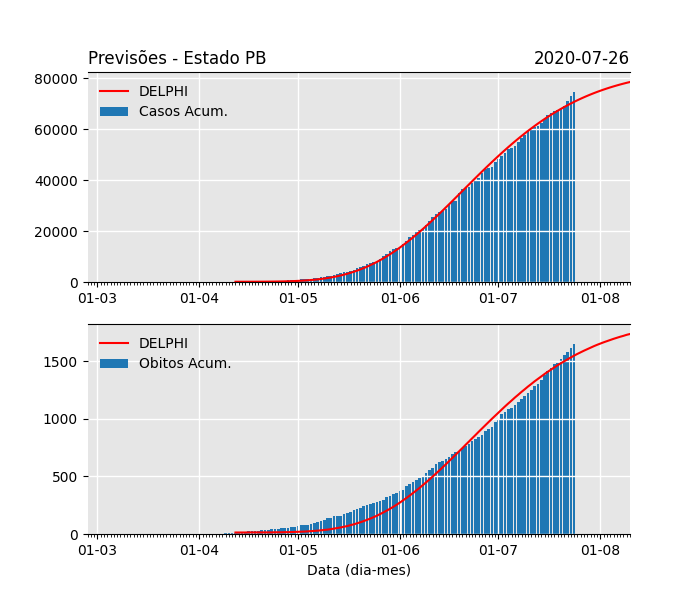 Previsões - Estado PB 2020-07-26
80000
60000
40000
20000
0
DELPHI
Casos Acum.
01-03 01-04 01-05 01-06 01-07 01-08
1500
1000
500
0
DELPHI
Obitos Acum.
01-03 01-04 01-05 01-06 01-07 01-08
Data (dia-mes)